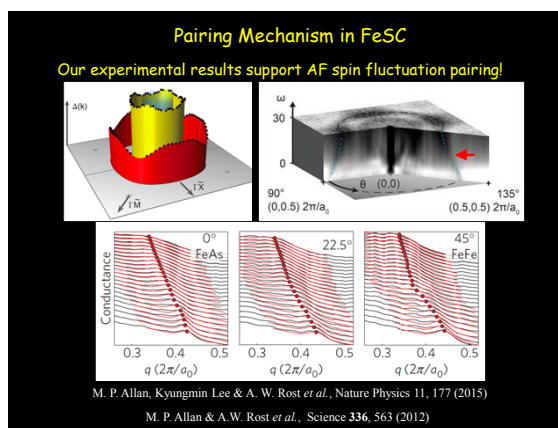 Pairing Mechanism in FeSC
Our experimental results support AF spin fluctuation pairing!
Δ(k)
ΓM̃
ΓX̃
ω
30
0
θ
(0,0)
90°
(0,0.5) 2π/a₀
135°
(0.5,0.5) 2π/a₀
Conductance
0°
FeAs
22.5°
45°
FeFe
0.3 0.4 0.5
0.3 0.4 0.5
0.3 0.4 0.5
q (2π/a₀)
q (2π/a₀)
q (2π/a₀)
M. P. Allan, Kyungmin Lee & A. W. Rost et al., Nature Physics 11, 177 (2015)
M. P. Allan & A.W. Rost et al., Science 336, 563 (2012)